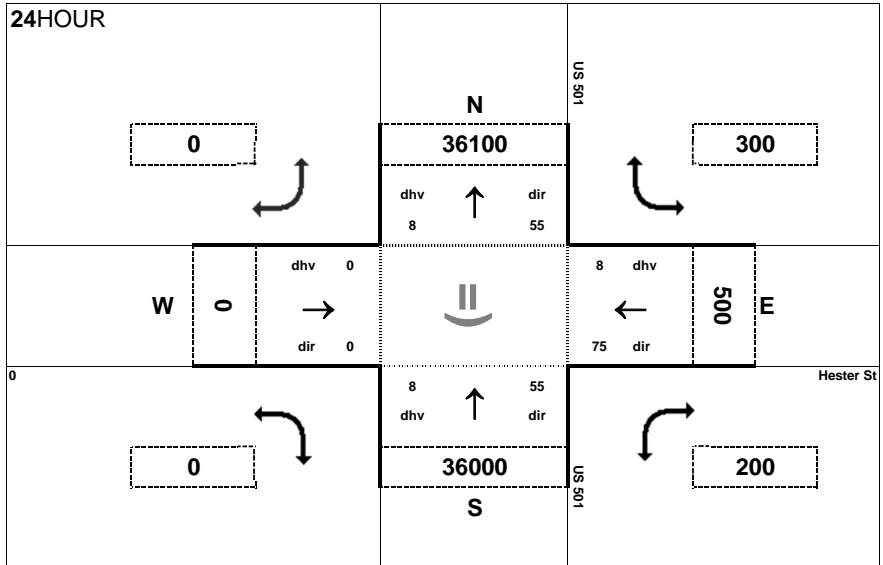 24HOUR
US 501
N
0
36100
300
dhv
dir
8
55
dhv 0
8 dhv
W
0
500
E
dir 0
75 dir
0
Hester St
8
55
dhv
dir
0
36000
200
US 501
S